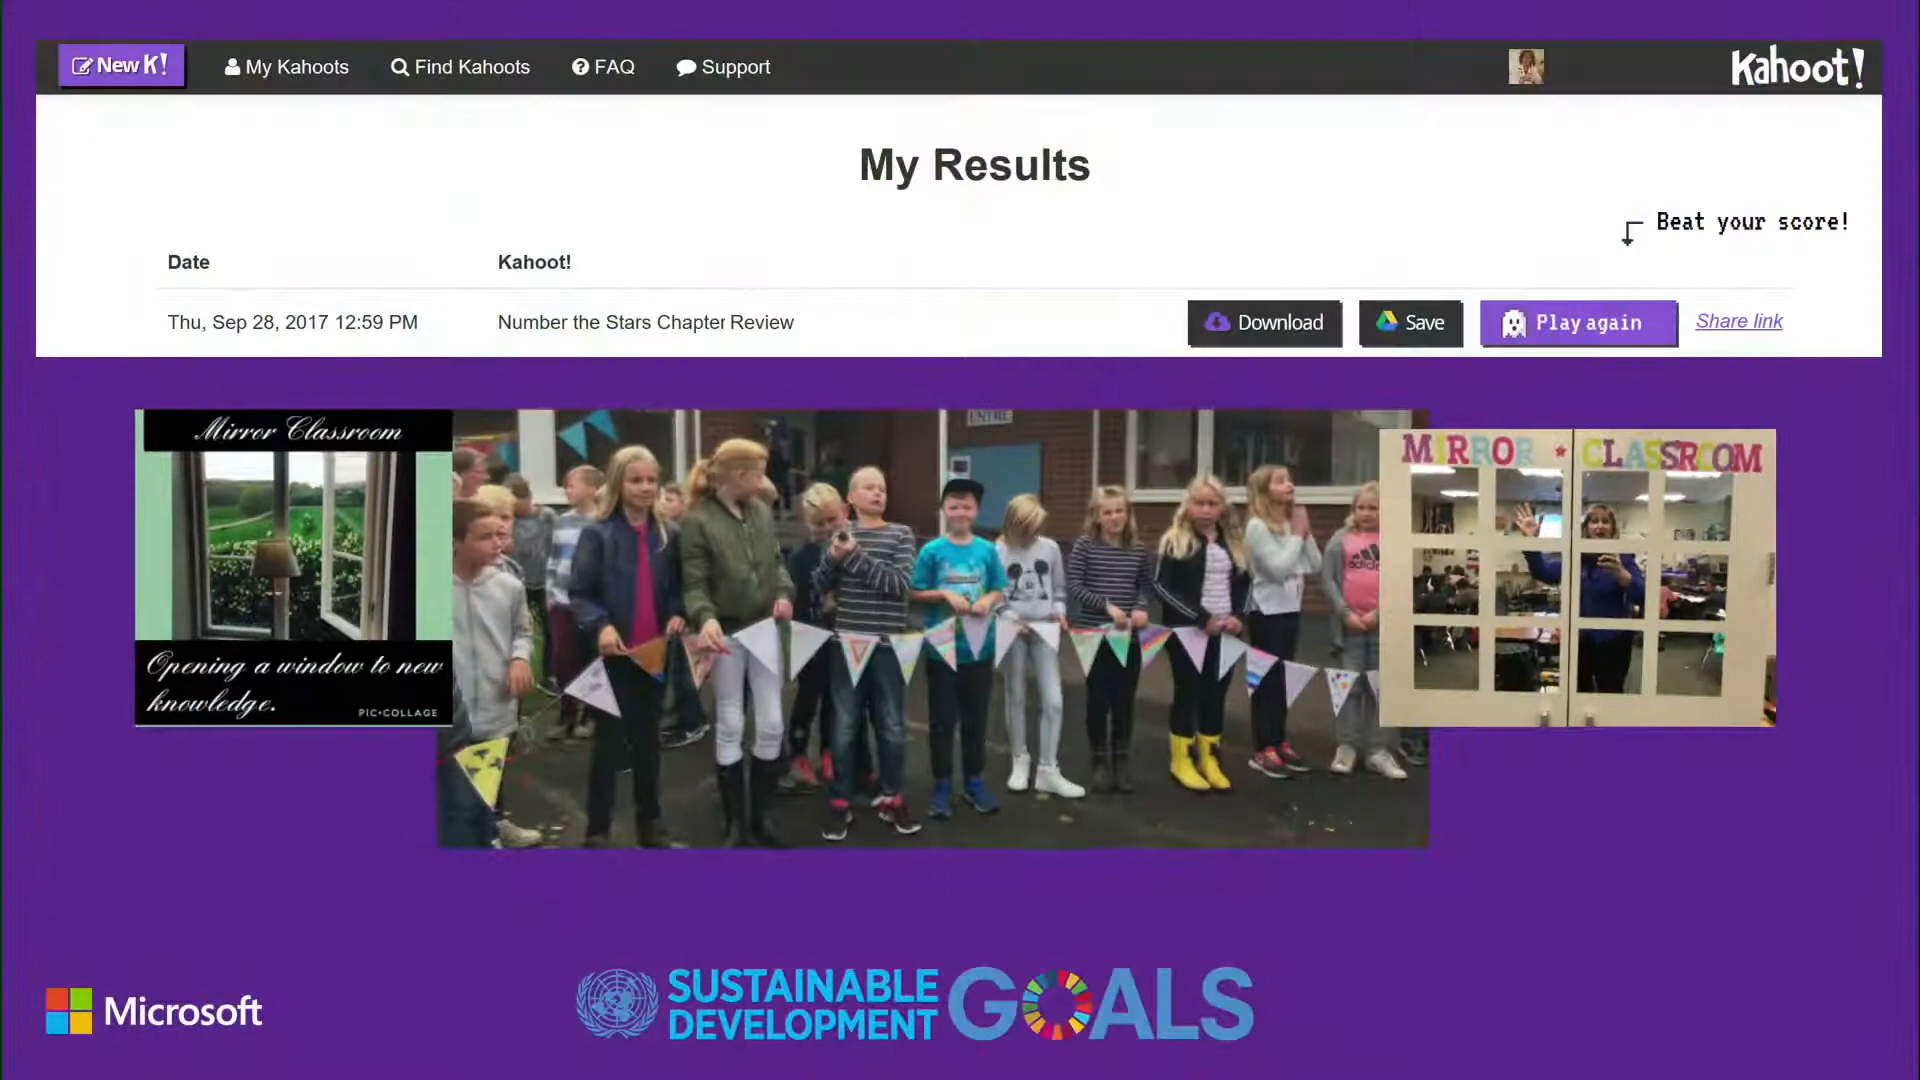 New K!
My Kahoots
Find Kahoots
FAQ
Support
Kahoot!
My Results
Beat your score!
Date
Kahoot!
Thu, Sep 28, 2017 12:59 PM
Number the Stars Chapter Review
Download
Save
Play again
Share link
Mirror Classroom
Opening a window to new
knowledge.
PIC•COLLAGE
adidas
MIRROR CLASSROOM
Microsoft
SUSTAINABLE
DEVELOPMENT
GOALS